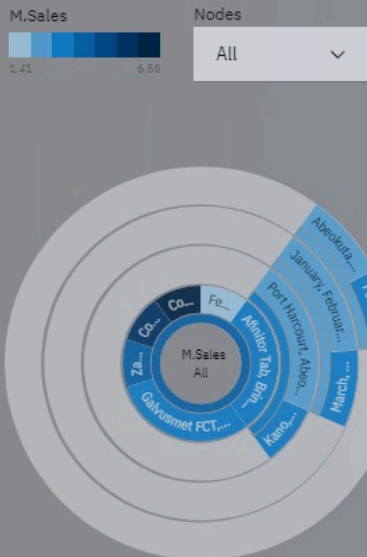 M.Sales
1.41
6.55
Nodes
All
M.Sales
All
Fe...
Co...
Co...
Za...
Galvusmet FCT,...
Afinitor Tab, Brin...
Kano,...
Port Harcourt, Abeo...
January, Februar...
March, ...
Abeokuta,...